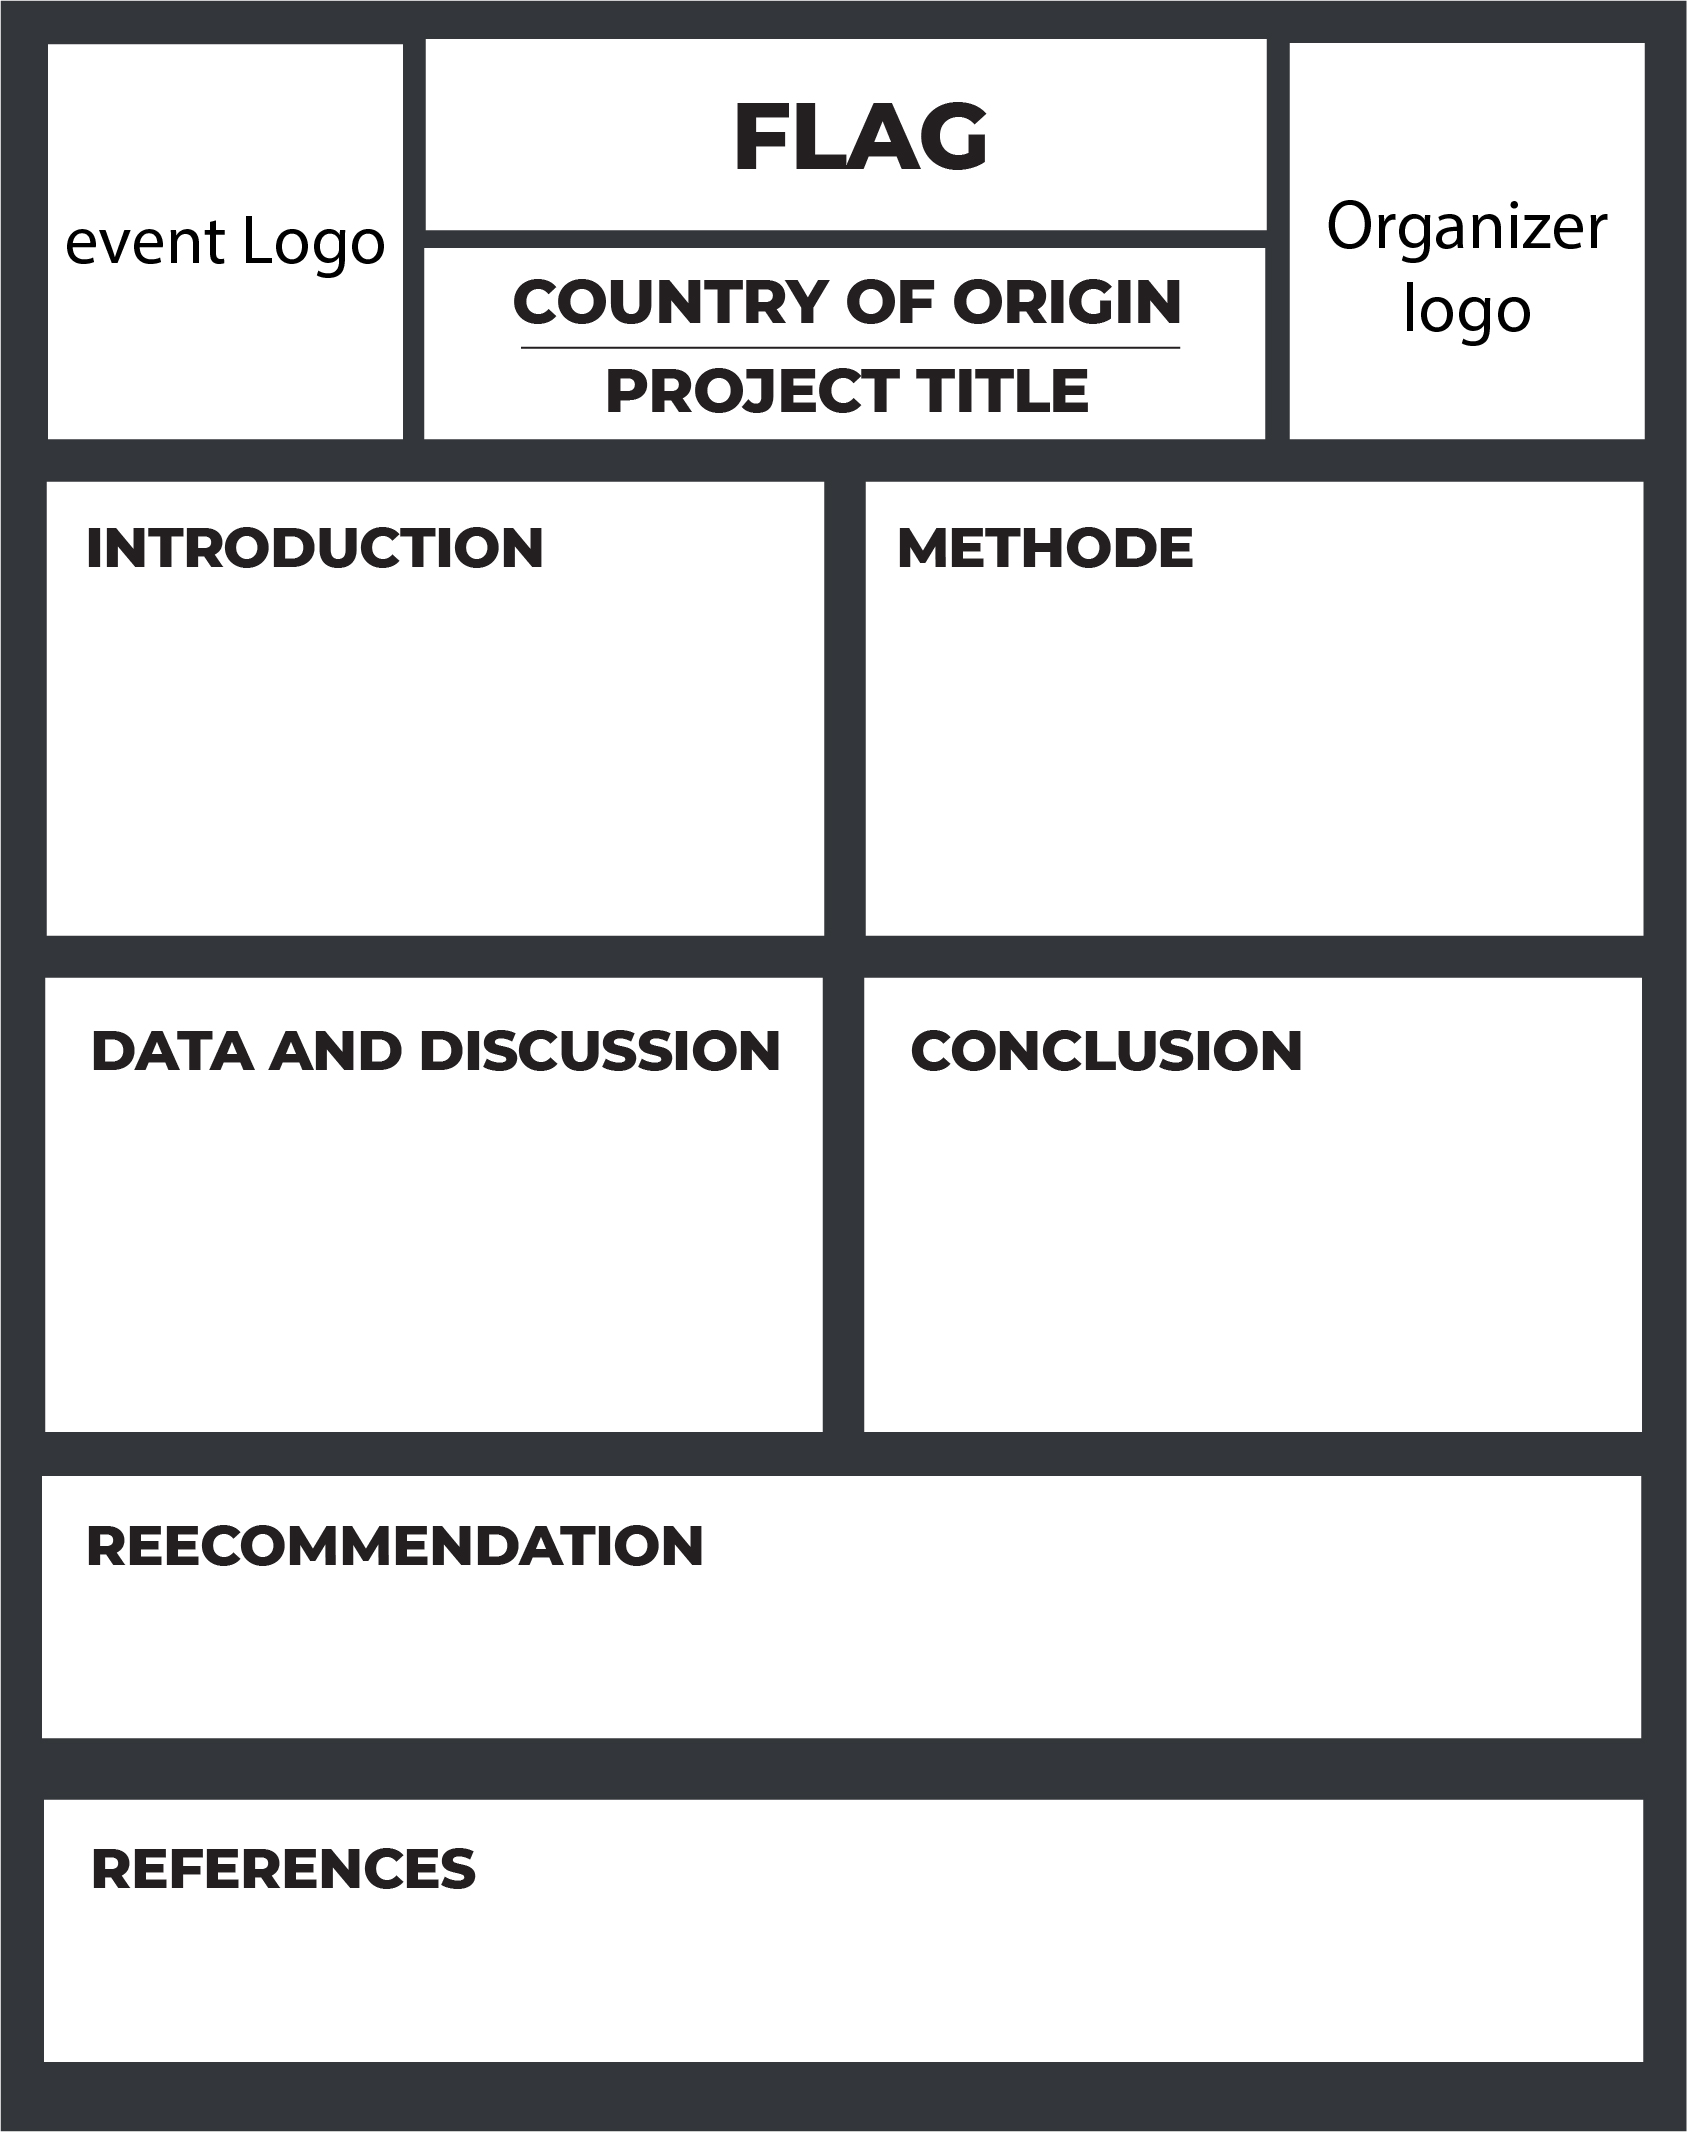 event Logo
FLAG
COUNTRY OF ORIGIN
PROJECT TITLE
Organizer
logo
INTRODUCTION
METHODE
DATA AND DISCUSSION
CONCLUSION
REECOMMENDATION
REFERENCES